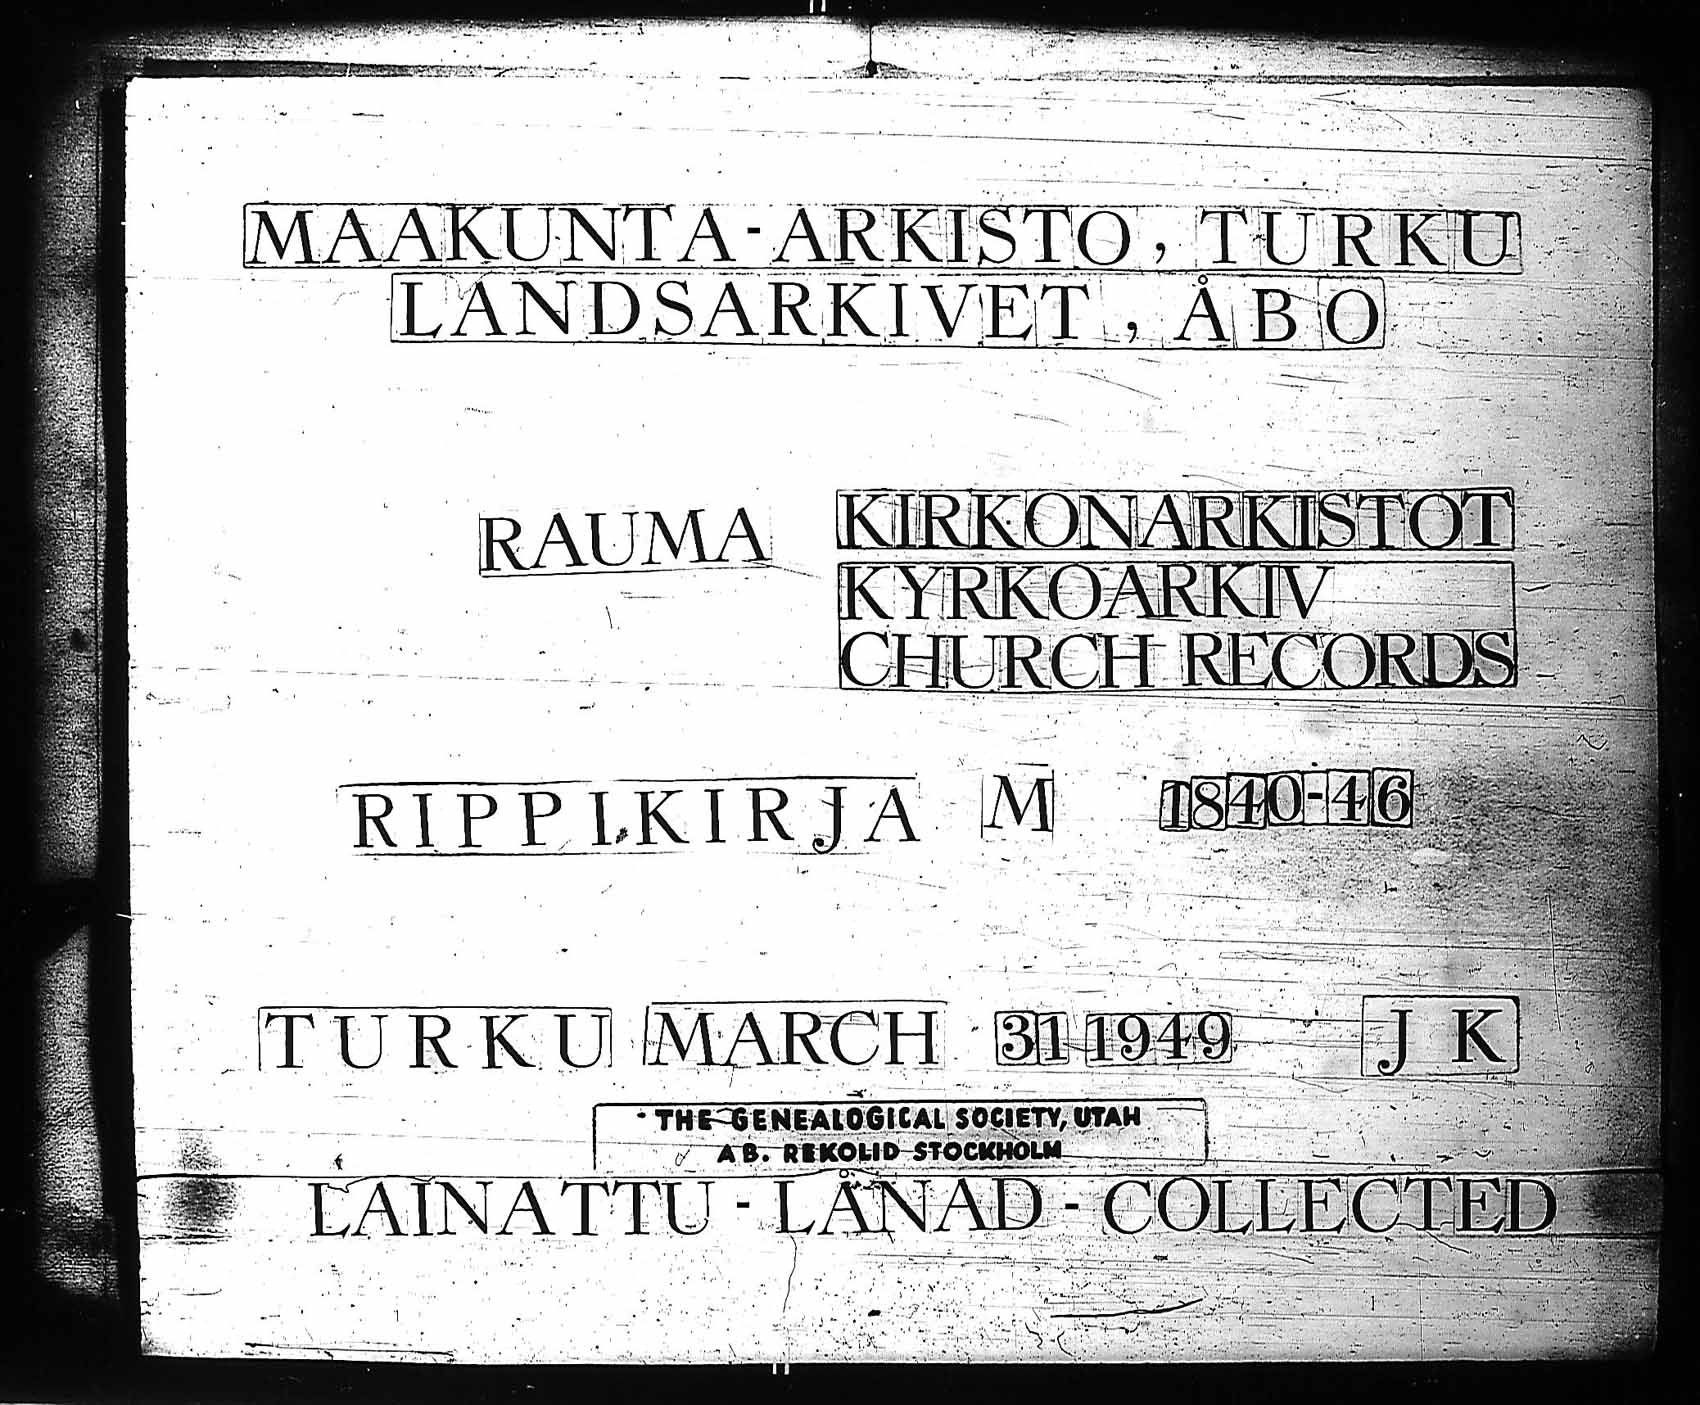 MAAKUNTA-ARKISTO, TURKU
LANDSARKIVET, ÅBO
RAUMA KIRKONARKISTOT
KYRKOARKIV
CHURCH RECORDS
RIPPIKIRJA M 1840-46
TURKU MARCH 31 1949 J K
THE GENEALOGICAL SOCIETY, UTAH
AB. REKOLID STOCKHOLM
LAINATTU - LÅNAD - COLLECTED